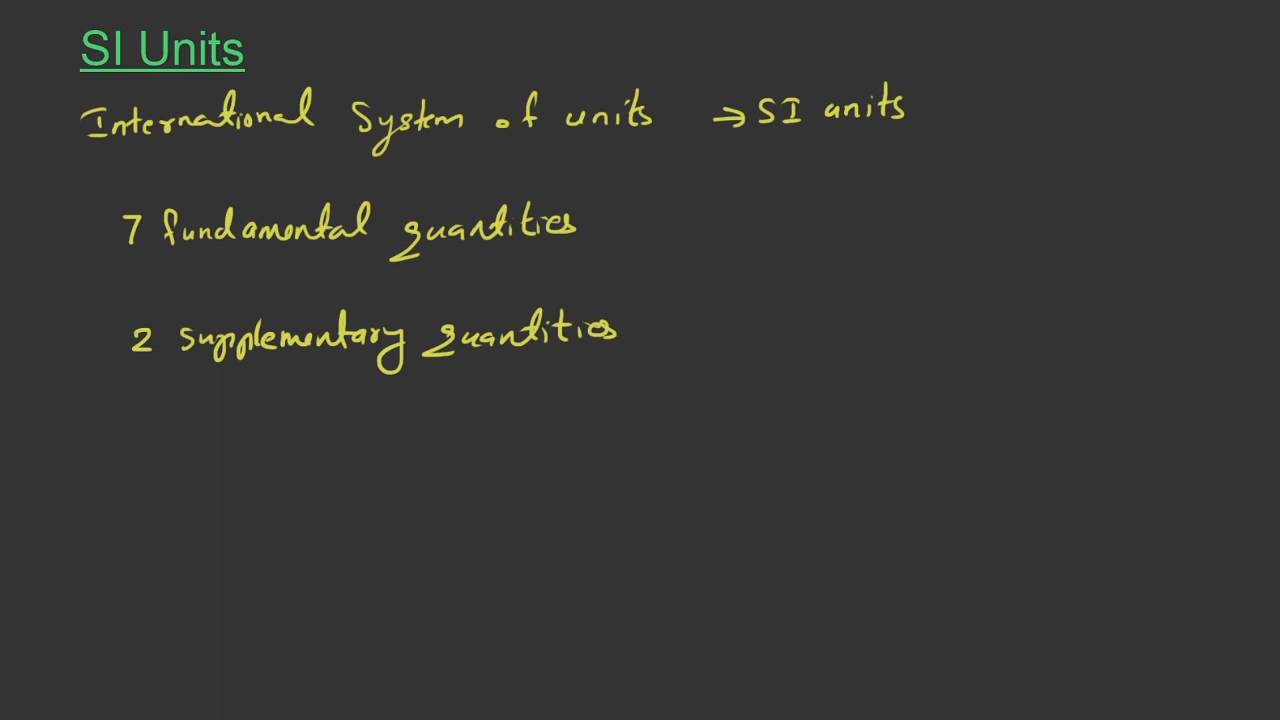 SI Units
International System of units → SI units
7 fundamental quantities
2 supplementary quantities